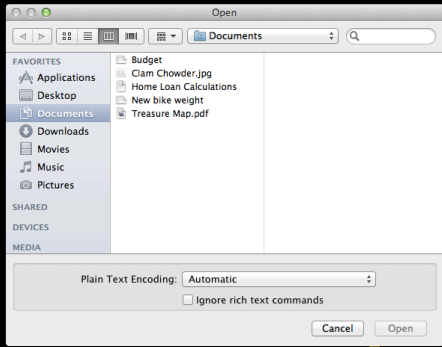 Open
Documents
FAVORITES
Applications
Desktop
Documents
Downloads
Movies
Music
Pictures
SHARED
DEVICES
MEDIA
Budget
Clam Chowder.jpg
Home Loan Calculations
New bike weight
Treasure Map.pdf
Plain Text Encoding: Automatic
Ignore rich text commands
Cancel Open